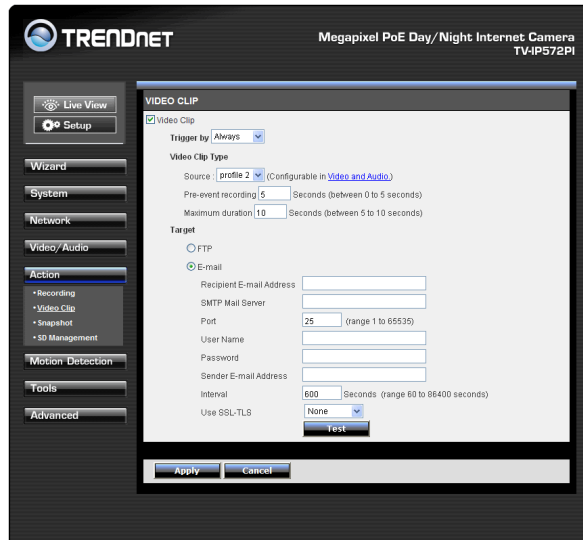 TRENDNET
Megapixel PoE Day/Night Internet Camera
TV-IP572PI
Live View
Setup
Wizard
System
Network
Video/Audio
Action
•Recording
•Video Clip
•Snapshot
•SD Management
Motion Detection
Tools
Advanced
VIDEO CLIP
Video Clip
Trigger by Always
Video Clip Type
Source : profile 2 (Configurable in Video and Audio.)
Pre-event recording 5 Seconds (between 0 to 5 seconds)
Maximum duration 10 Seconds (between 5 to 10 seconds)
Target
FTP
E-mail
Recipient E-mail Address
SMTP Mail Server
Port 25 (range 1 to 65535)
User Name
Password
Sender E-mail Address
Interval 600 Seconds (range 60 to 86400 seconds)
Use SSL-TLS None
Test
Apply Cancel